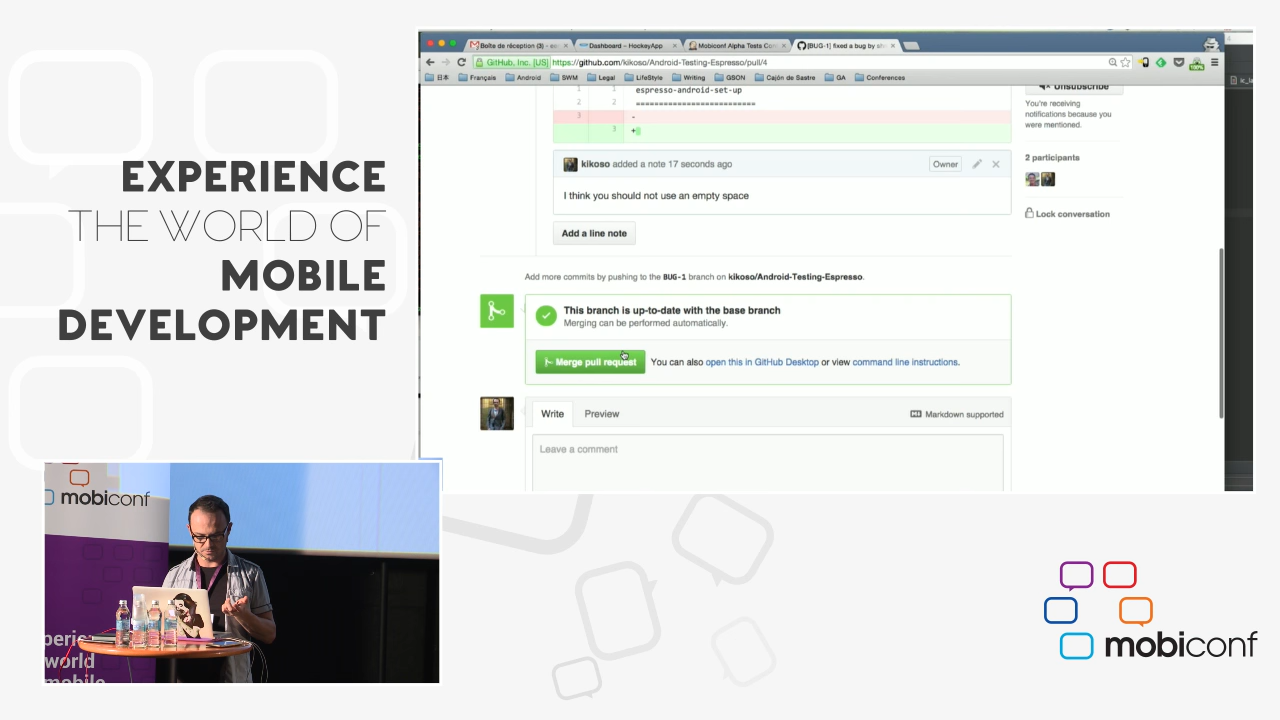 EXPERIENCE
THE WORLD OF
MOBILE
DEVELOPMENT
Dashboard – HockeyApp
Mobiconf Alpha Tests
[BUG-1] fixed a bug by
Boîte de réception (3)
GitHub, Inc. [US] https://github.com/kikoso/Android-Testing-Espresso/pull/4
日本 Français Android SWM Legal LifeStyle Writing GSON Cajón de Sastre GA Conferences
1 1 espresso-android-set-up
2 2 =========================
3 -
3 +
kikoso added a note 17 seconds ago Owner
I think you should not use an empty space
Add a line note
Unsubscribe
You're receiving
notifications because you
were mentioned.
2 participants
Lock conversation
Add more commits by pushing to the BUG-1 branch on kikoso/Android-Testing-Espresso.
This branch is up-to-date with the base branch
Merging can be performed automatically.
Merge pull request You can also open this in GitHub Desktop or view command line instructions.
Write Preview Markdown supported
Leave a comment
mobiconf
world
mobiconf